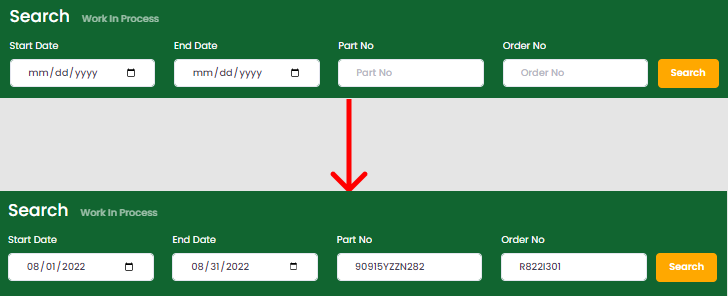 Search Work In Process
Start Date End Date Part No Order No
mm/dd/yyyy mm/dd/yyyy Part No Order No Search
Search Work In Process
Start Date End Date Part No Order No
08/01/2022 08/31/2022 90915YZZN282 R822I301 Search